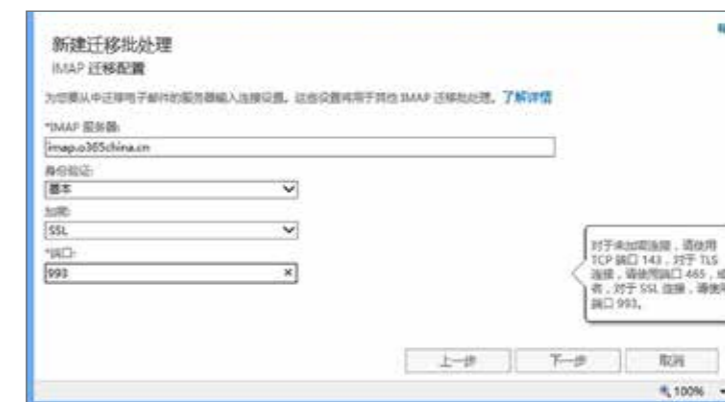 新建迁移批处理
IMAP 迁移配置
为您要从中迁移电子邮件的服务器输入连接设置。这些设置将用于其他 IMAP 迁移批处理。了解详情
*IMAP 服务器:
imap.o365china.cn
身份验证:
基本
加密:
SSL
*端口:
993
对于未加密连接，请使用
TCP 端口 143，对于 TLS
连接，请使用端口 465，或
者，对于 SSL 连接，请使用
端口 993。
上一步 下一步 取消
100%